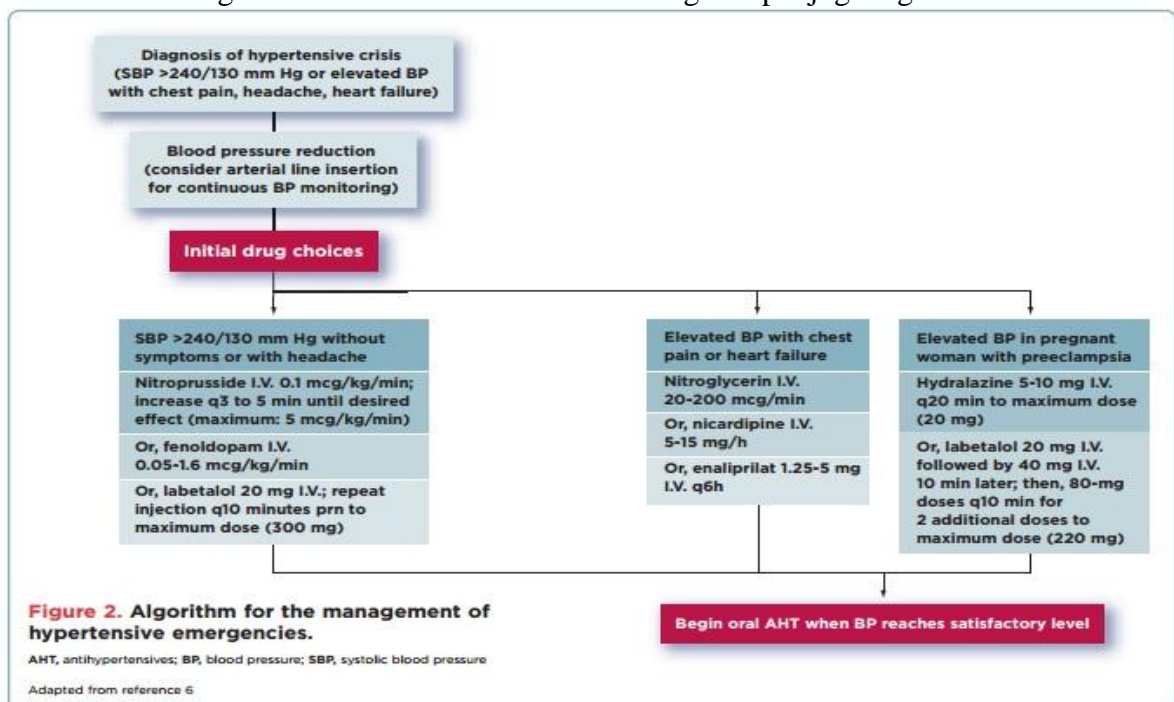 Diagnosis of hypertensive crisis
(SBP >240/130 mm Hg or elevated BP
with chest pain, headache, heart failure)
Blood pressure reduction
(consider arterial line insertion
for continuous BP monitoring)
Initial drug choices
SBP >240/130 mm Hg without
symptoms or with headache
Nitroprusside I.V. 0.1 mcg/kg/min;
increase q3 to 5 min until desired
effect (maximum: 5 mcg/kg/min)
Or, fenoldopam I.V.
0.05-1.6 mcg/kg/min
Or, labetalol 20 mg I.V.; repeat
injection q10 minutes prn to
maximum dose (300 mg)
Elevated BP with chest
pain or heart failure
Nitroglycerin I.V.
20-200 mcg/min
Or, nicardipine I.V.
5-15 mg/h
Or, enaliprilat 1.25-5 mg
I.V. q6h
Elevated BP in pregnant
woman with preeclampsia
Hydralazine 5-10 mg I.V.
q20 min to maximum dose
(20 mg)
Or, labetalol 20 mg I.V.
followed by 40 mg I.V.
10 min later; then, 80-mg
doses q10 min for
2 additional doses to
maximum dose (220 mg)
Begin oral AHT when BP reaches satisfactory level
Figure 2. Algorithm for the management of
hypertensive emergencies.
AHT, antihypertensives; BP, blood pressure; SBP, systolic blood pressure
Adapted from reference 6